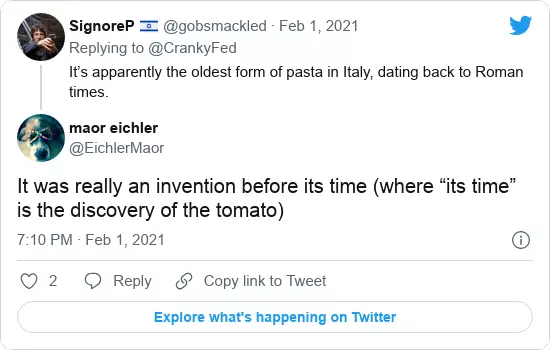 SignoreP 🇮🇱 @gobsmackled · Feb 1, 2021
Replying to @CrankyFed
It’s apparently the oldest form of pasta in Italy, dating back to Roman
times.
maor eichler
@EichlerMaor
It was really an invention before its time (where “its time”
is the discovery of the tomato)
7:10 PM · Feb 1, 2021
2 Reply Copy link to Tweet
Explore what's happening on Twitter